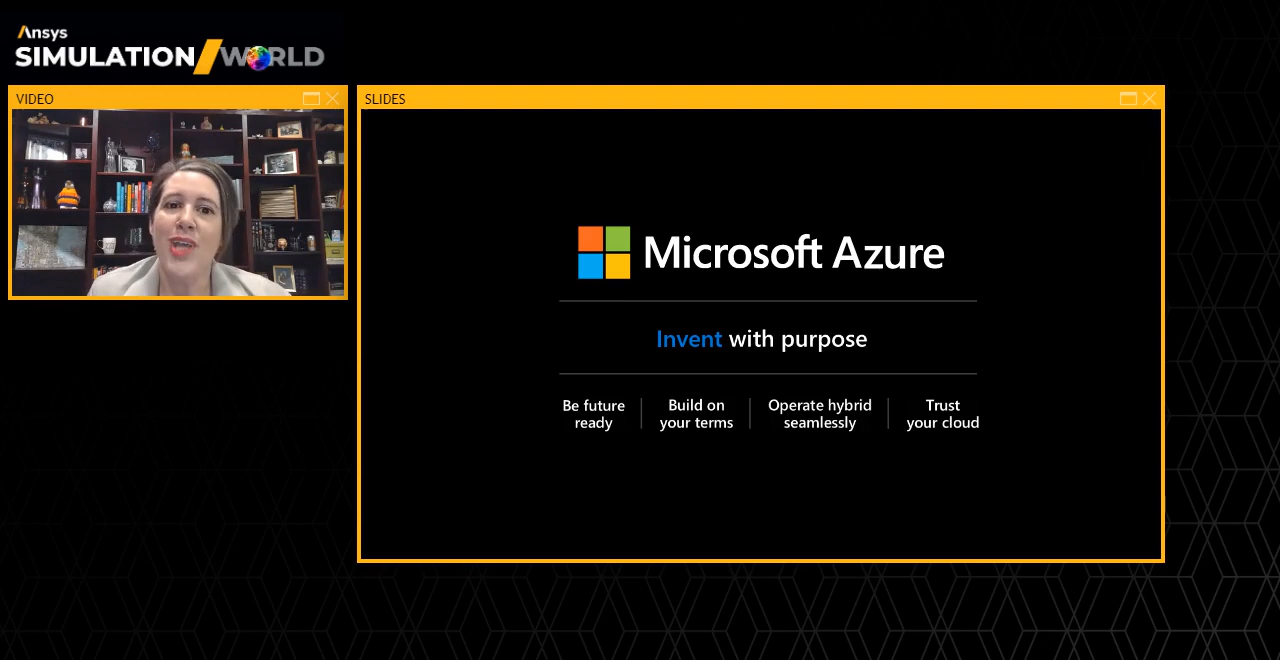 Ansys
SIMULATION WORLD
VIDEO
SLIDES
Microsoft Azure
Invent with purpose
Be future
ready
Build on
your terms
Operate hybrid
seamlessly
Trust
your cloud